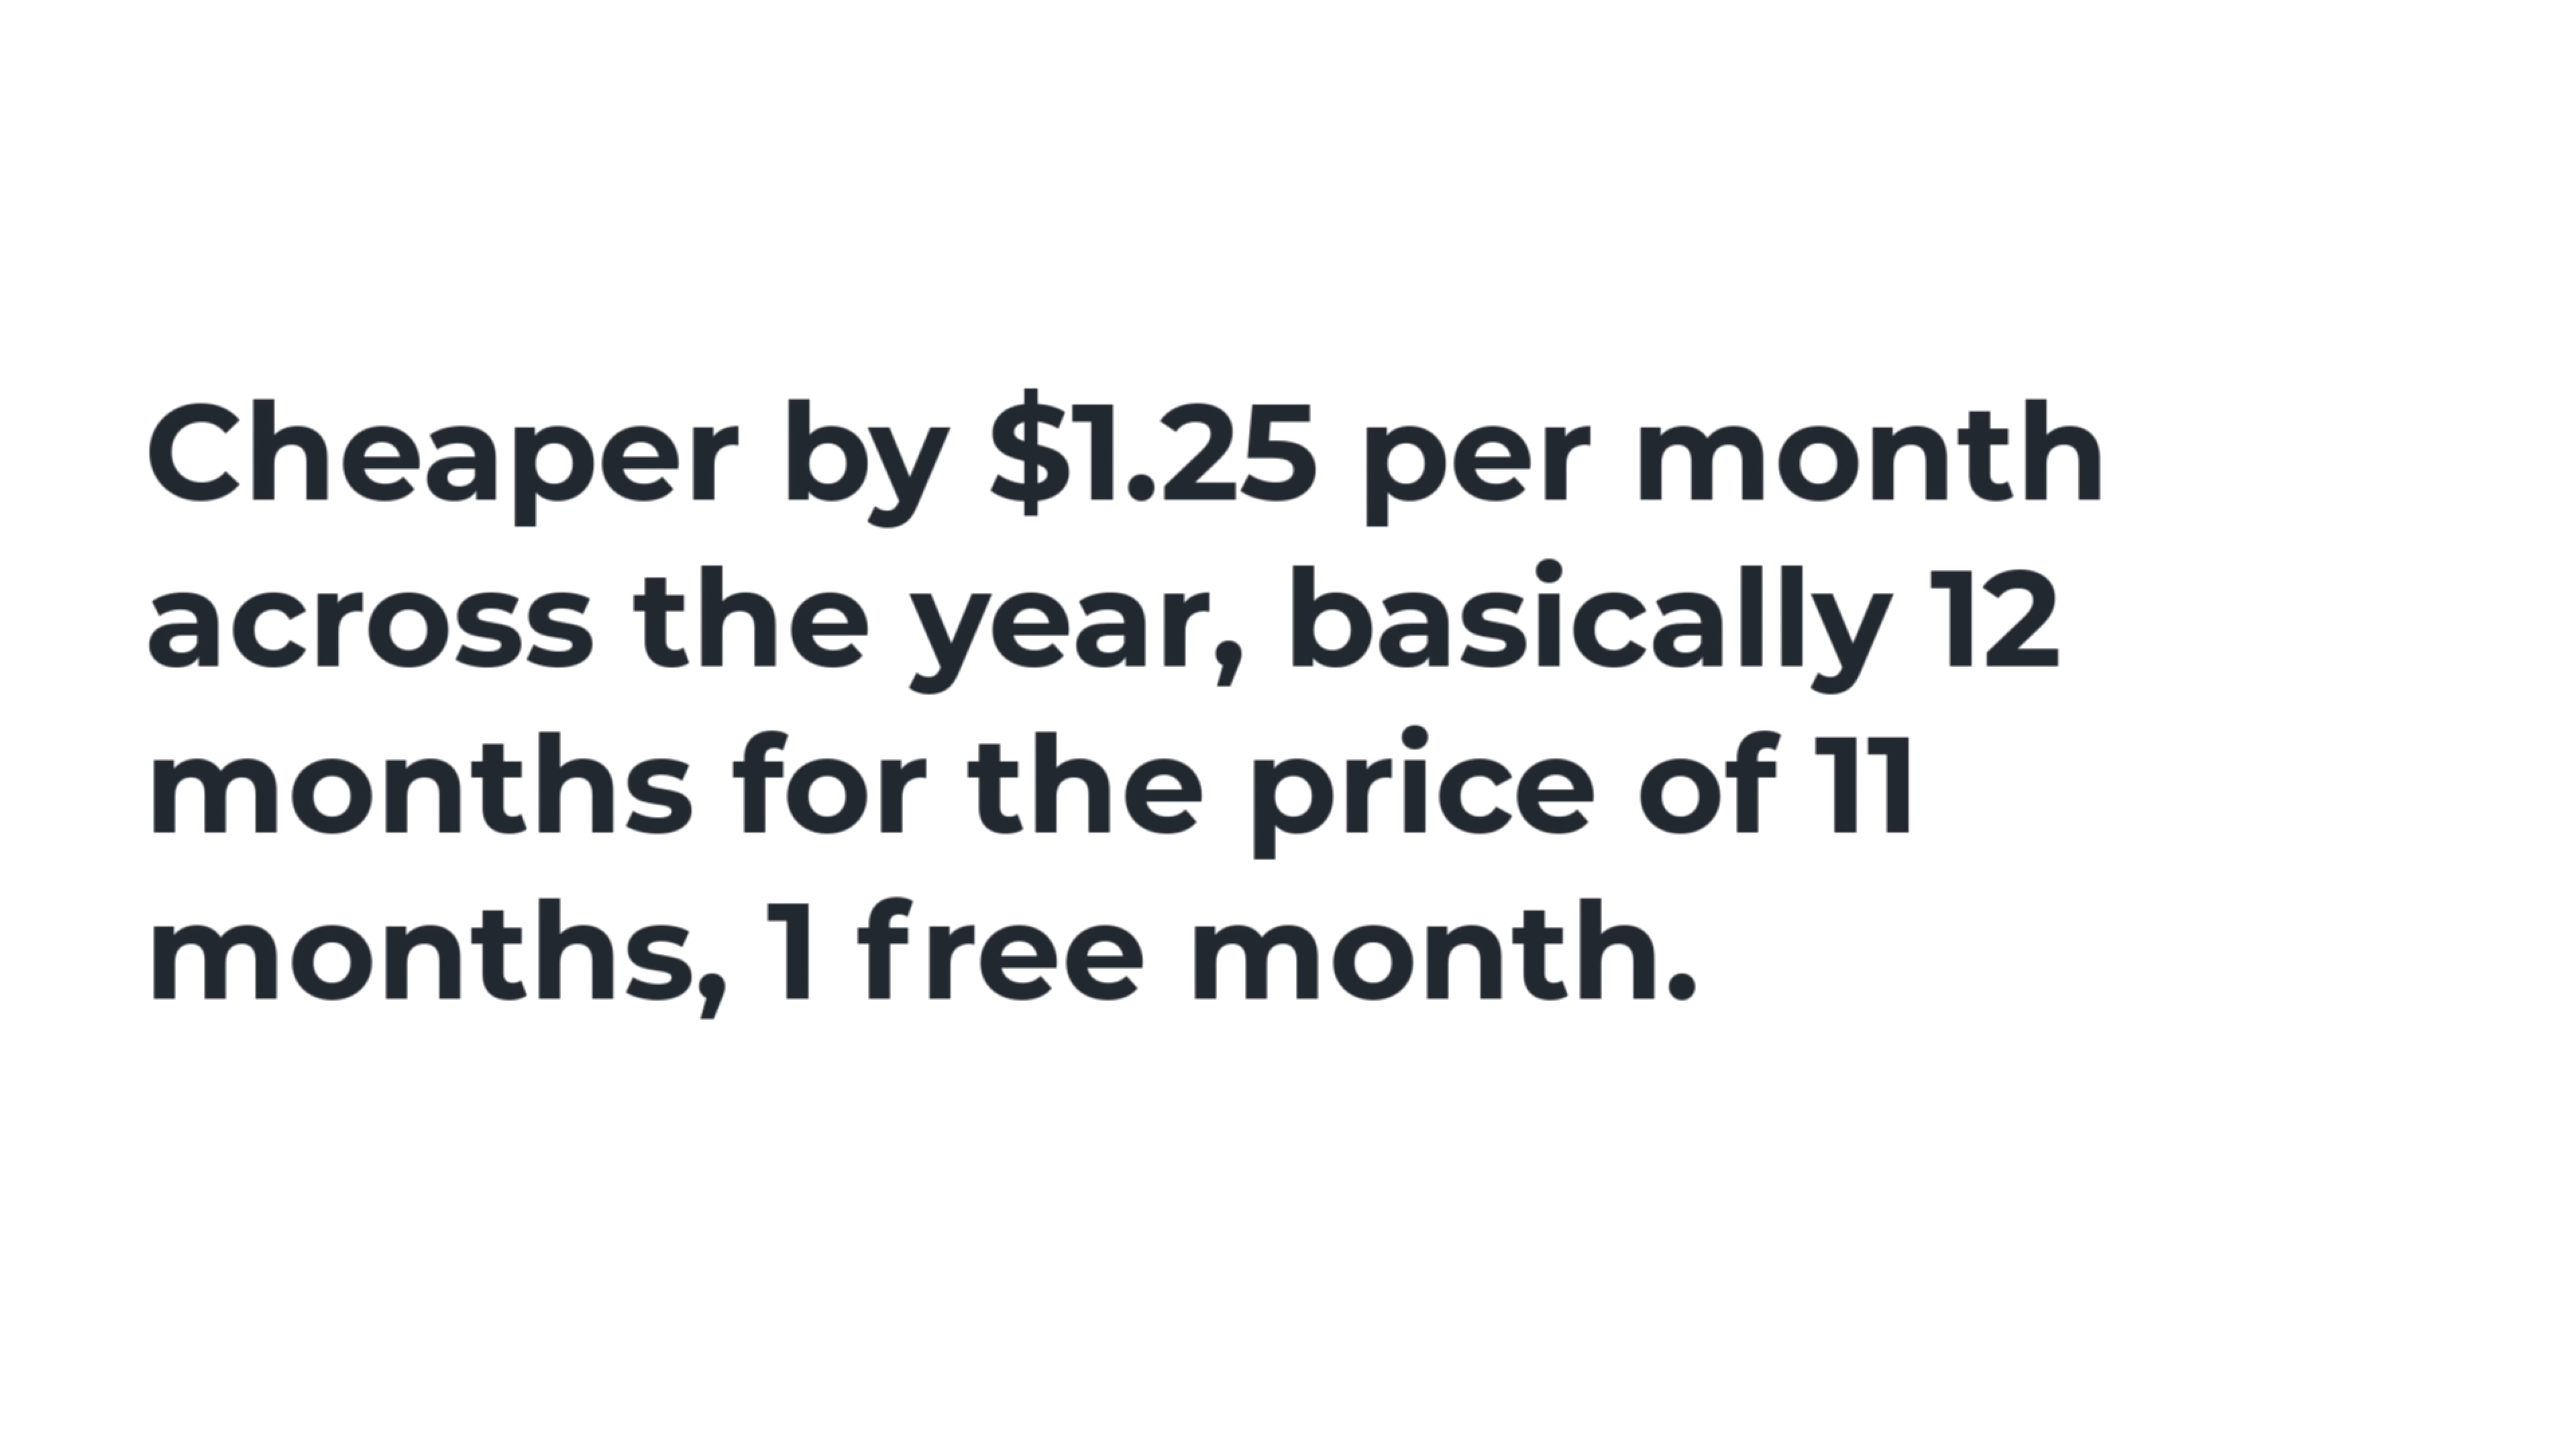 Cheaper by $1.25 per month
across the year, basically 12
months for the price of 11
months, 1 free month.